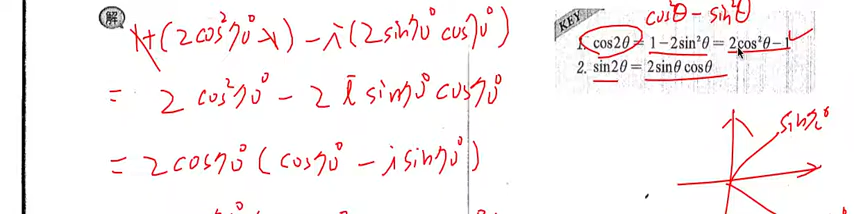 解
1+(2cos²70°-1)-i(2sin70°cos70°)
= 2cos²70°-2i sin70°cos70°
= 2cos70°(cos70°-i sin70°)
cos²θ-sin²θ
KEY
1. cos2θ=1-2sin²θ=2cos²θ-1
2. sin2θ=2sinθcosθ